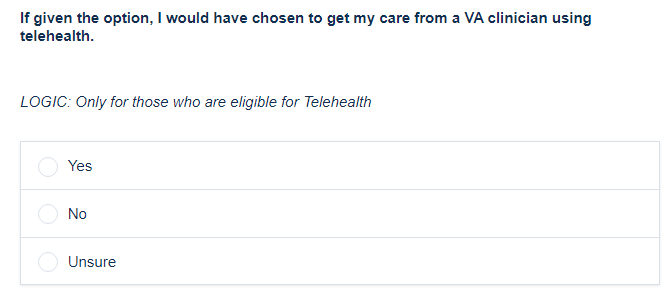 If given the option, I would have chosen to get my care from a VA clinician using
telehealth.
LOGIC: Only for those who are eligible for Telehealth
Yes
No
Unsure